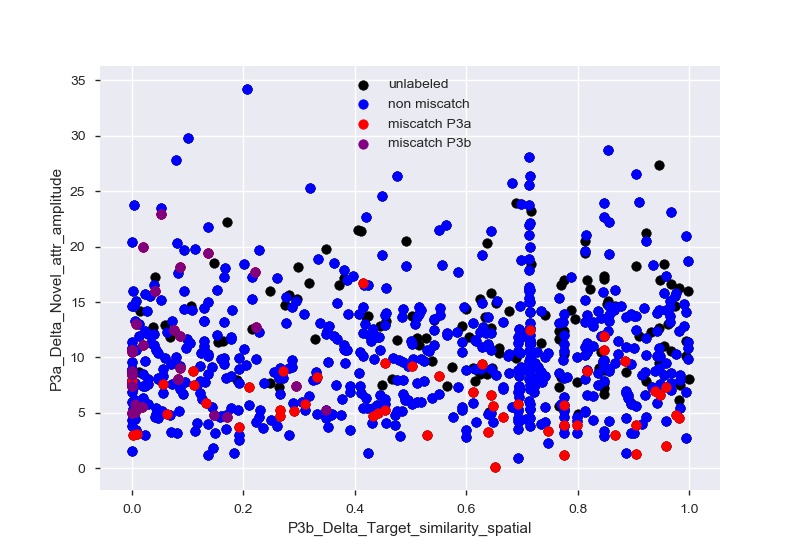 35
30
25
20
15
10
5
0
P3a_Delta_Novel_attr_amplitude
unlabeled
non miscatch
miscatch P3a
miscatch P3b
0.0 0.2 0.4 0.6 0.8 1.0
P3b_Delta_Target_similarity_spatial